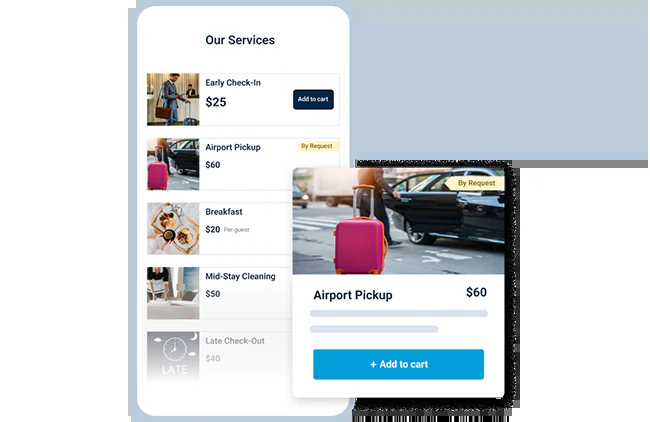 Our Services
Early Check-In
$25
Add to cart
Airport Pickup
By Request
$60
Breakfast
$20 Per guest
Mid-Stay Cleaning
$50
Late Check-Out
$40
LATE
By Request
Airport Pickup
$60
+ Add to cart